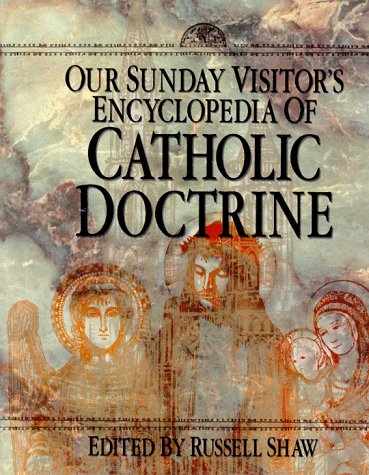 OUR SUNDAY VISITOR'S
ENCYCLOPEDIA OF
CATHOLIC
DOCTRINE
EDITED BY RUSSELL SHAW